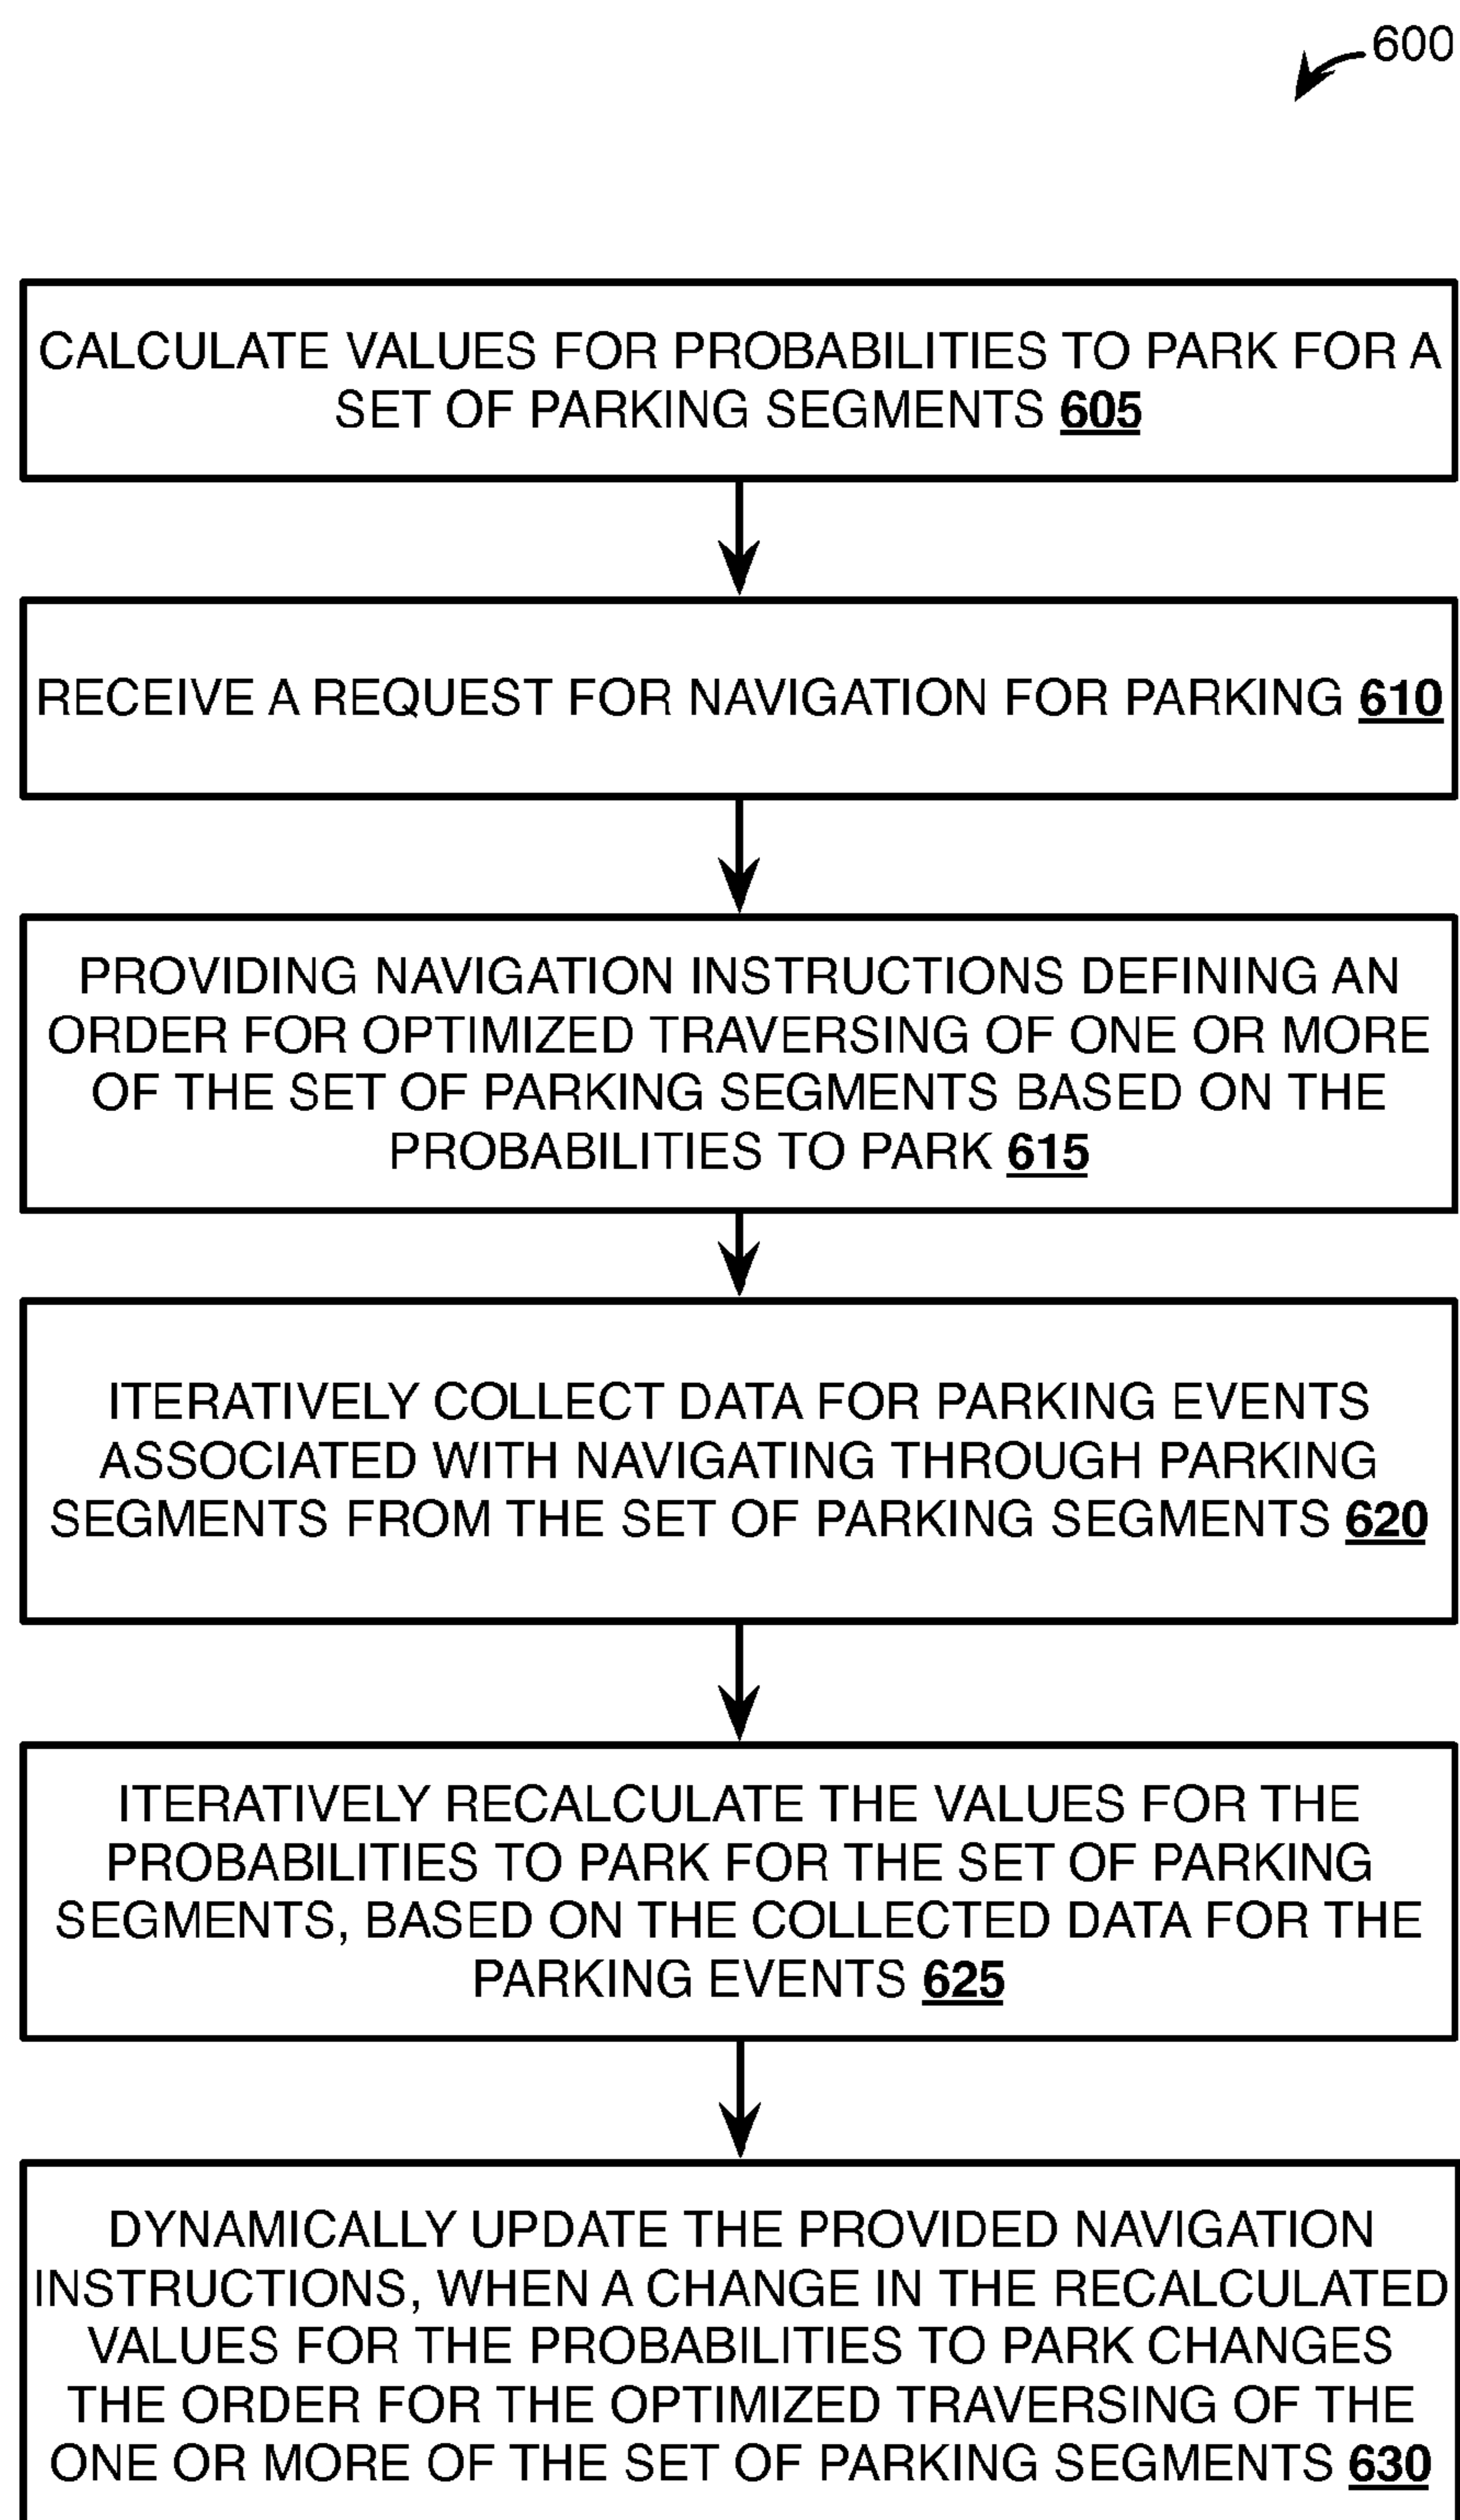 600
CALCULATE VALUES FOR PROBABILITIES TO PARK FOR A
SET OF PARKING SEGMENTS 605
RECEIVE A REQUEST FOR NAVIGATION FOR PARKING 610
PROVIDING NAVIGATION INSTRUCTIONS DEFINING AN
ORDER FOR OPTIMIZED TRAVERSING OF ONE OR MORE
OF THE SET OF PARKING SEGMENTS BASED ON THE
PROBABILITIES TO PARK 615
ITERATIVELY COLLECT DATA FOR PARKING EVENTS
ASSOCIATED WITH NAVIGATING THROUGH PARKING
SEGMENTS FROM THE SET OF PARKING SEGMENTS 620
ITERATIVELY RECALCULATE THE VALUES FOR THE
PROBABILITIES TO PARK FOR THE SET OF PARKING
SEGMENTS, BASED ON THE COLLECTED DATA FOR THE
PARKING EVENTS 625
DYNAMICALLY UPDATE THE PROVIDED NAVIGATION
INSTRUCTIONS, WHEN A CHANGE IN THE RECALCULATED
VALUES FOR THE PROBABILITIES TO PARK CHANGES
THE ORDER FOR THE OPTIMIZED TRAVERSING OF THE
ONE OR MORE OF THE SET OF PARKING SEGMENTS 630